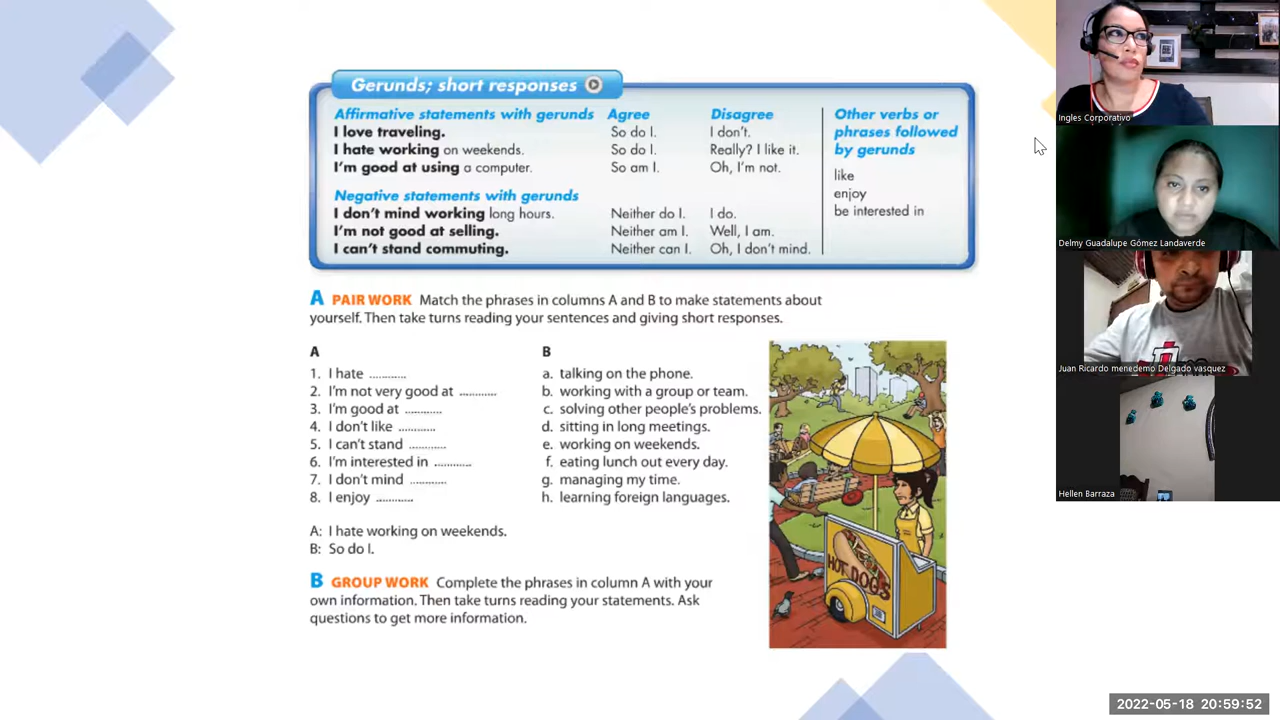 Gerunds; short responses
Affirmative statements with gerunds Agree Disagree
I love traveling. So do I. I don't.
I hate working on weekends. So do I. Really? I like it.
I'm good at using a computer. So am I. Oh, I'm not.
Negative statements with gerunds
I don't mind working long hours. Neither do I. I do.
I'm not good at selling. Neither am I. Well, I am.
I can't stand commuting. Neither can I. Oh, I don't mind.
Other verbs or
phrases followed
by gerunds
like
enjoy
be interested in
A PAIR WORK Match the phrases in columns A and B to make statements about
yourself. Then take turns reading your sentences and giving short responses.
A
1. I hate ............
2. I'm not very good at ............
3. I'm good at ............
4. I don't like ............
5. I can't stand ............
6. I'm interested in ............
7. I don't mind ............
8. I enjoy ............
B
a. talking on the phone.
b. working with a group or team.
c. solving other people's problems.
d. sitting in long meetings.
e. working on weekends.
f. eating lunch out every day.
g. managing my time.
h. learning foreign languages.
A: I hate working on weekends.
B: So do I.
B GROUP WORK Complete the phrases in column A with your
own information. Then take turns reading your statements. Ask
questions to get more information.
HOT DOGS
Ingles Corporativo
Delmy Guadalupe Gómez Landaverde
Juan Ricardo menedemo Delgado vasquez
Hellen Barraza
2022-05-18 20:59:52